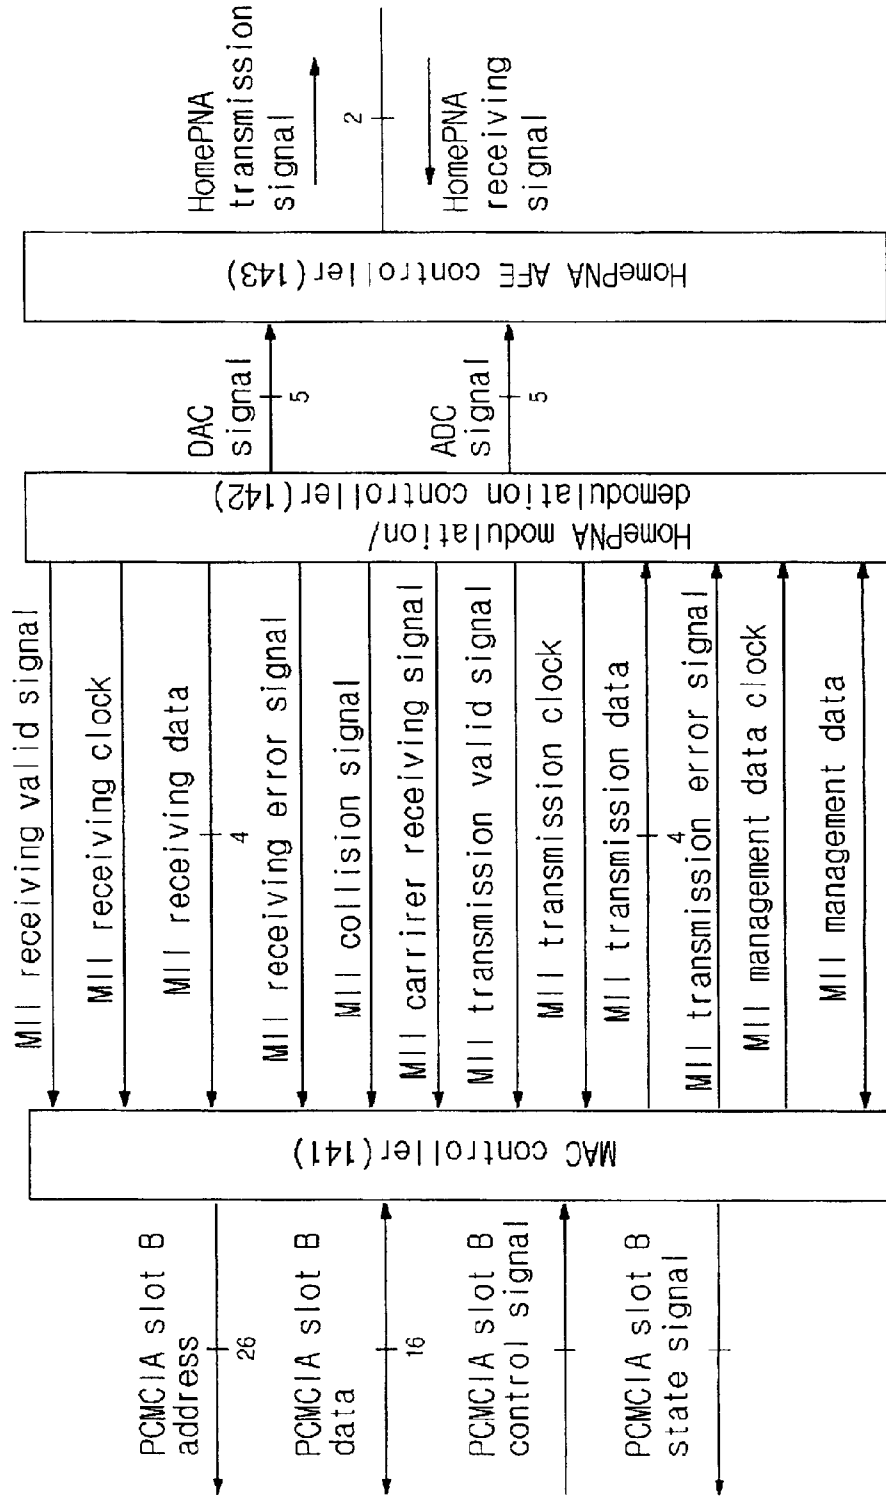 PCMCIA slot B
address
26
PCMCIA slot B
data
16
PCMCIA slot B
control signal
PCMCIA slot B
state signal
MAC controller(141)
MII receiving valid signal
MII receiving clock
MII receiving data
4
MII receiving error signal
MII collision signal
MII carrirer receiving signal
MII transmission valid signal
MII transmission clock
MII transmission data
4
MII transmission error signal
MII management data clock
MII management data
HomePNA modulation/
demodulation controller(142)
DAC
signal
5
ADC
signal
5
HomePNA AFE controller(143)
HomePNA
transmission
signal
2
HomePNA
receiving
signal